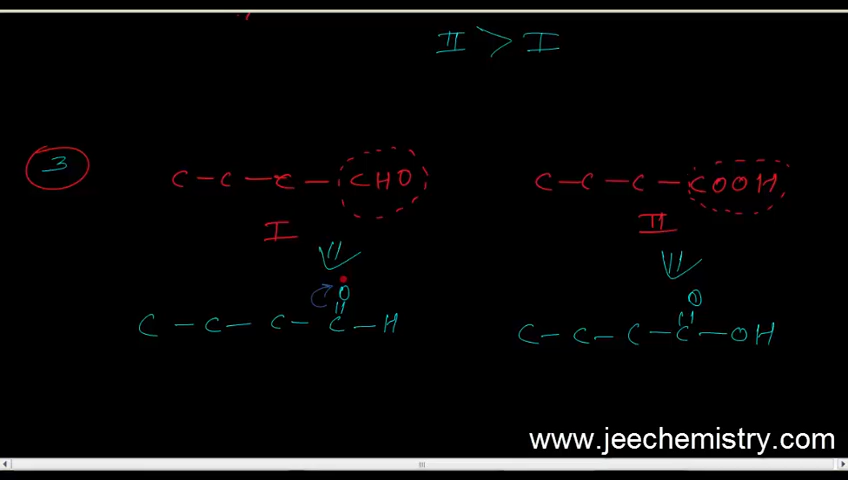 II > I
3
C - C - C - CHO
C - C - C - COOH
I
II
O
O
C - C - C - C - H
C - C - C - C - OH
www.jeechemistry.com